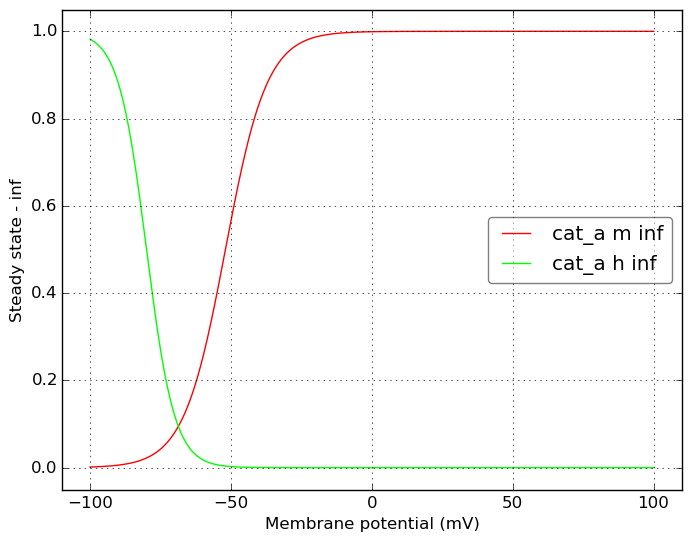 1.0
0.8
0.6
0.4
0.2
0.0
Steady state - inf
cat_a m inf
cat_a h inf
−100
−50
0
50
100
Membrane potential (mV)